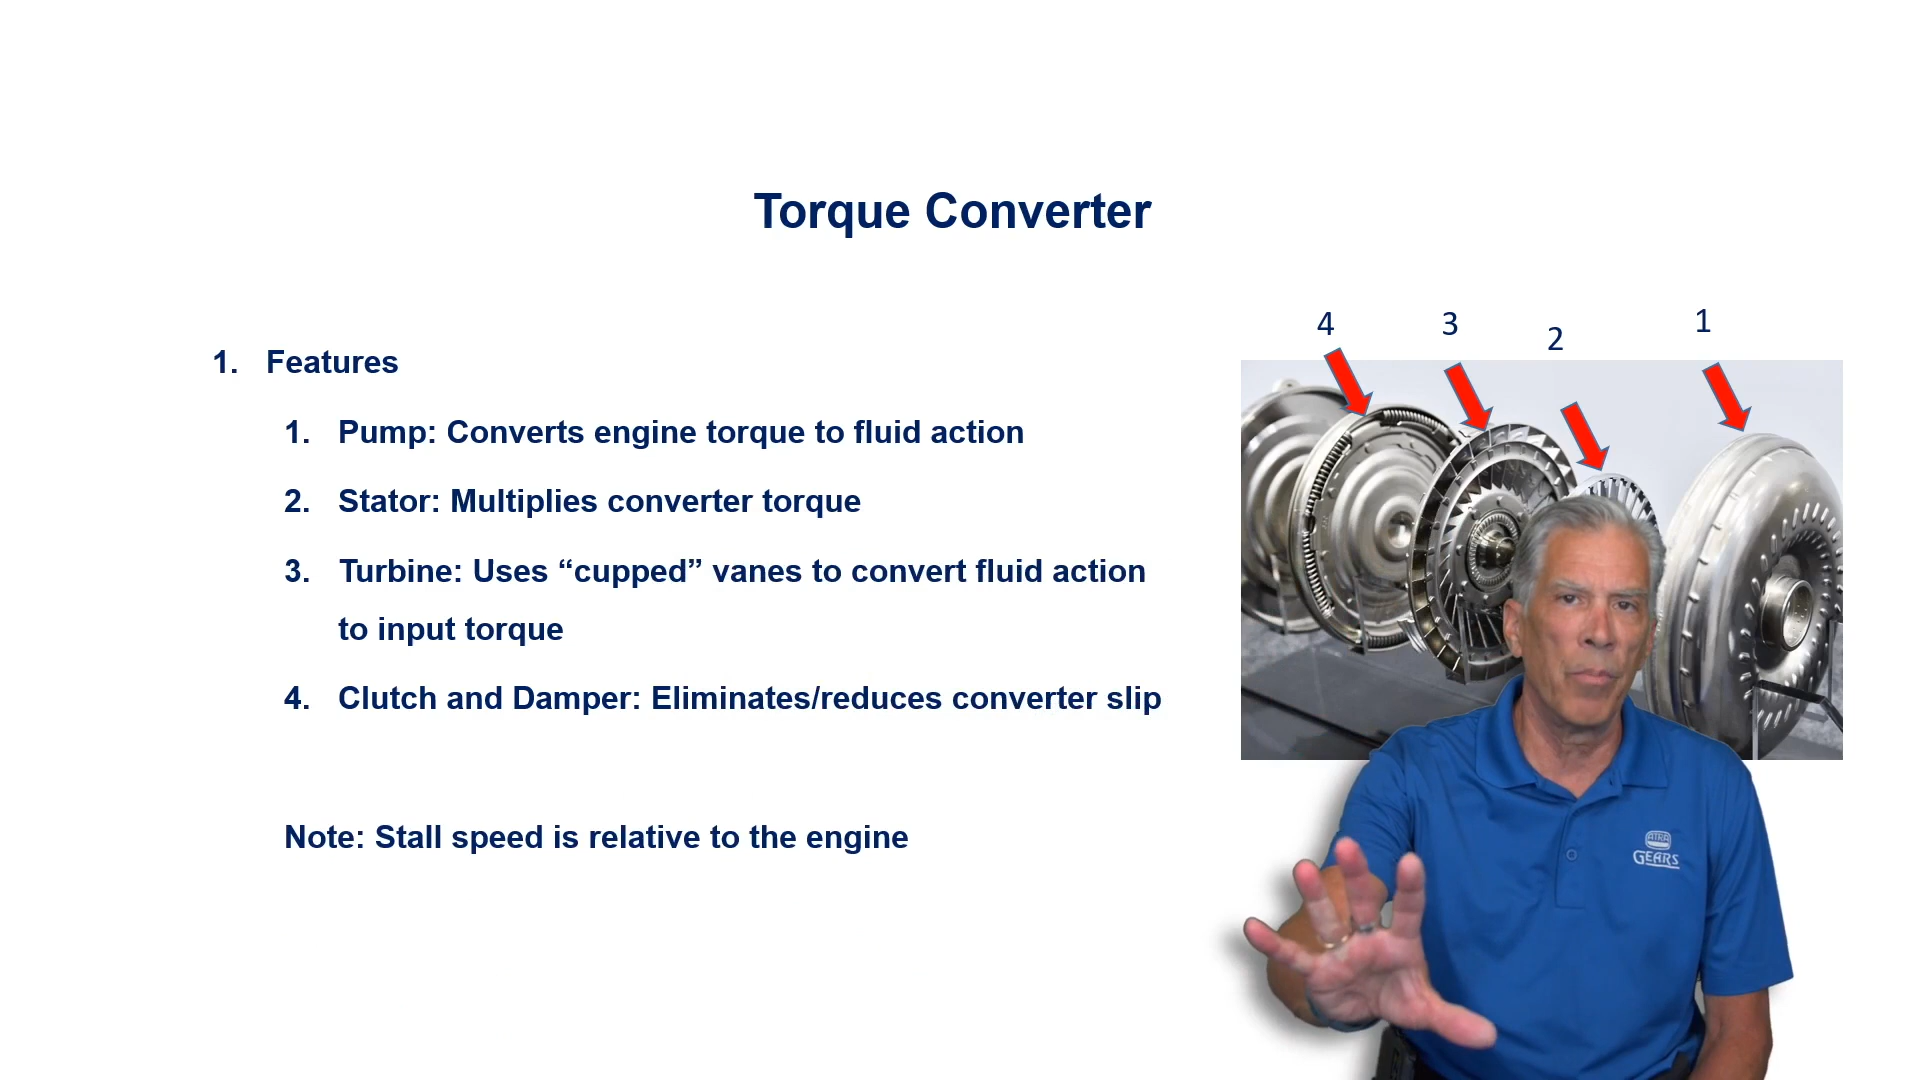 Torque Converter
1. Features
1. Pump: Converts engine torque to fluid action
2. Stator: Multiplies converter torque
3. Turbine: Uses “cupped” vanes to convert fluid action
to input torque
4. Clutch and Damper: Eliminates/reduces converter slip
Note: Stall speed is relative to the engine
4
3
2
1
ATRA
GEARS